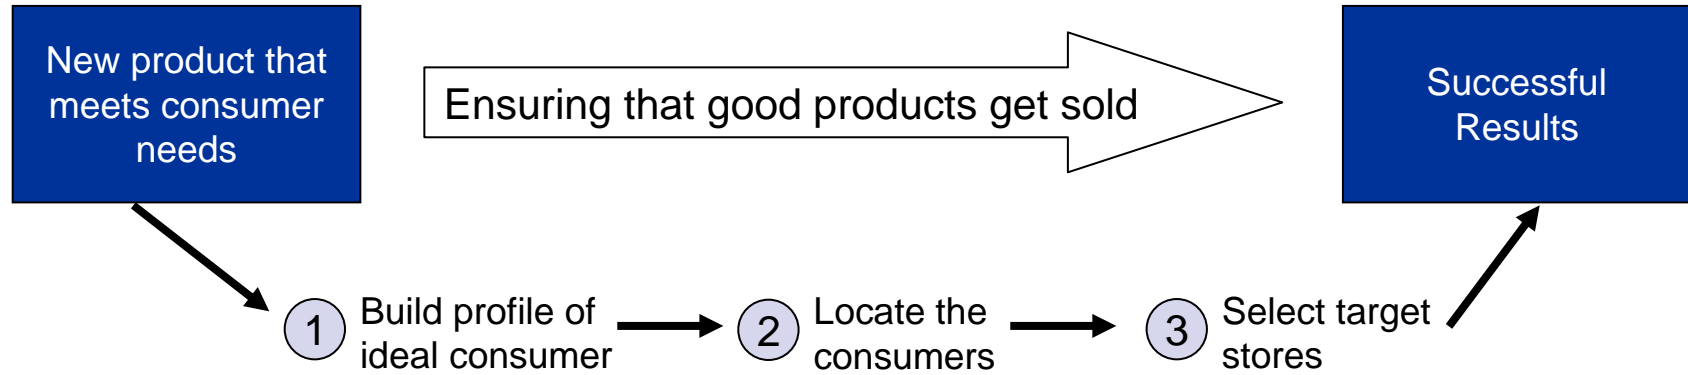 New product that
meets consumer
needs
Ensuring that good products get sold
Successful
Results
1
Build profile of
ideal consumer
2
Locate the
consumers
3
Select target
stores